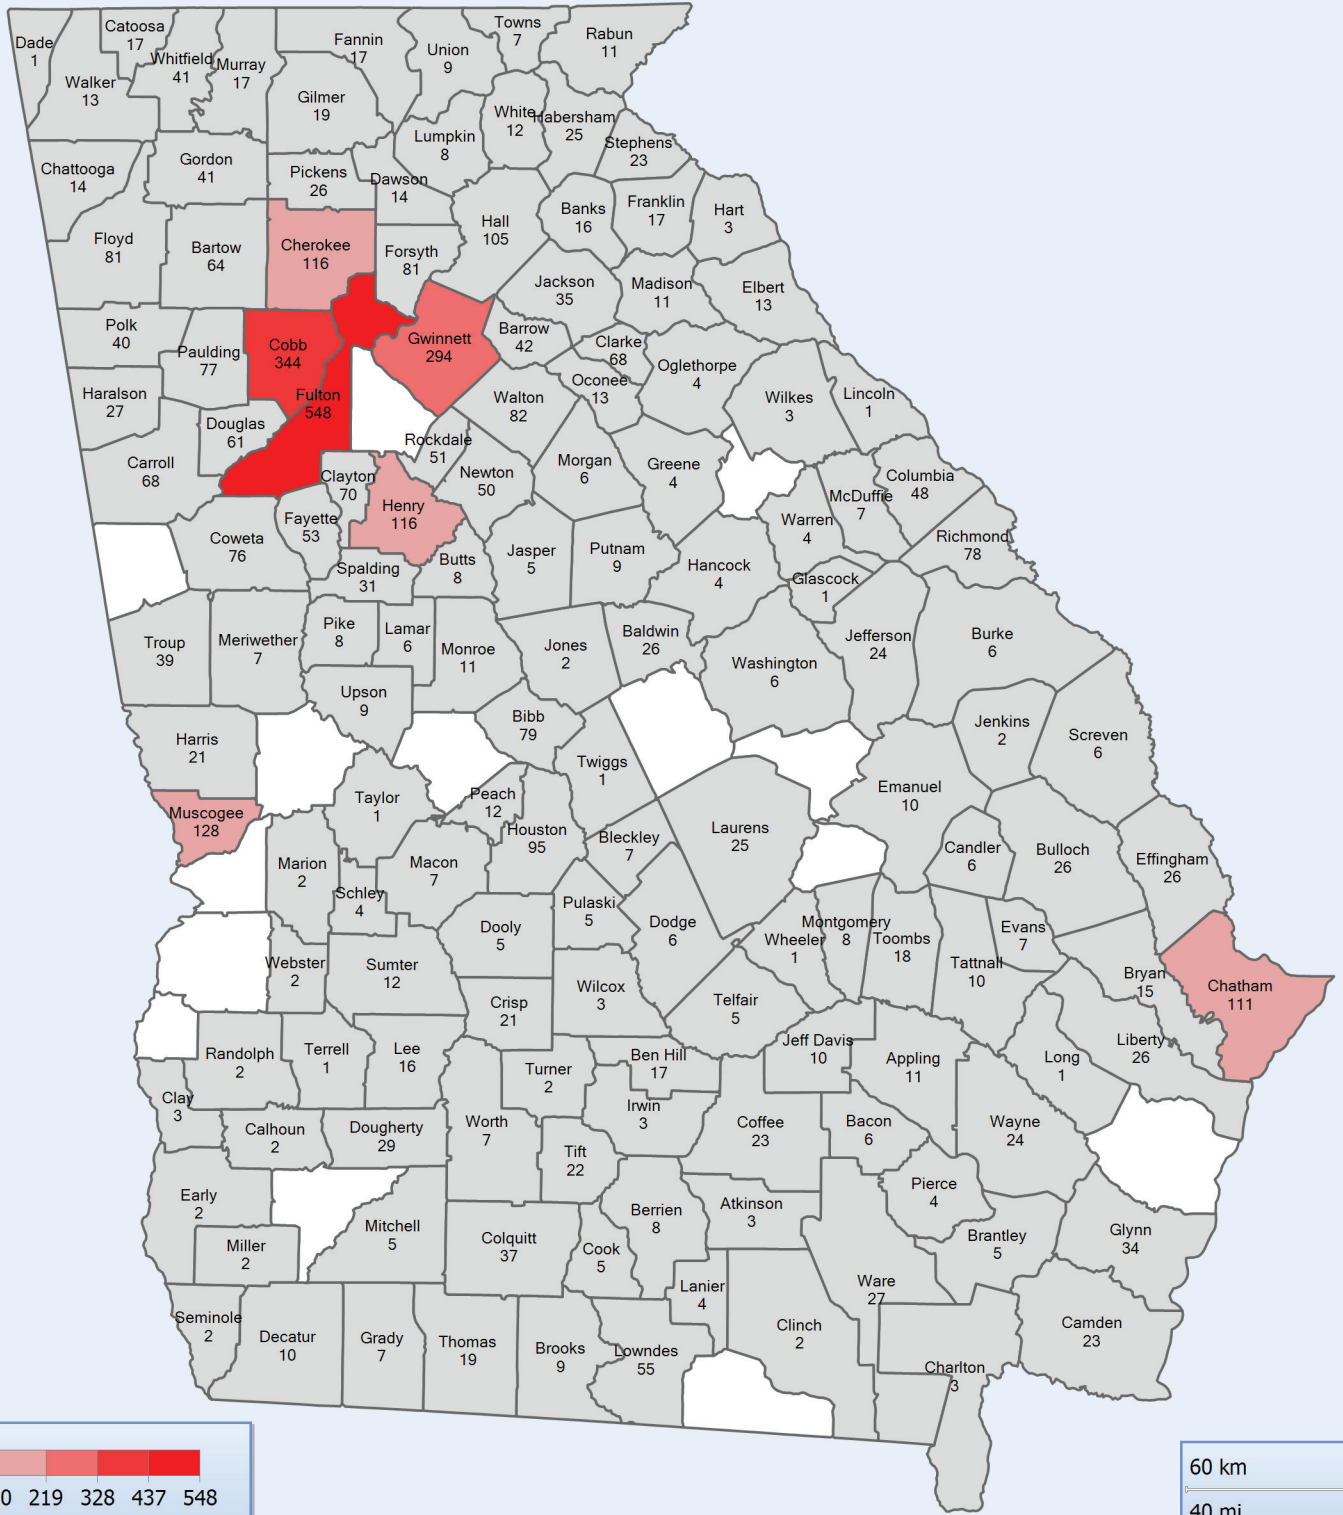 Dade
1
Catoosa
17
Whitfield
41
Murray
17
Fannin
17
Union
9
Towns
7
Rabun
11
Walker
13
Gilmer
19
White
12
Habersham
25
Lumpkin
8
Stephens
23
Chattooga
14
Gordon
41
Pickens
26
Dawson
14
Hall
105
Banks
16
Franklin
17
Hart
3
Floyd
81
Bartow
64
Cherokee
116
Forsyth
81
Jackson
35
Madison
11
Elbert
13
Polk
40
Paulding
77
Cobb
344
Gwinnett
294
Barrow
42
Clarke
68
Oglethorpe
4
Haralson
27
Fulton
548
Walton
82
Oconee
13
Wilkes
3
Lincoln
1
Douglas
61
Rockdale
51
Carroll
68
Clayton
70
Newton
50
Morgan
6
Greene
4
Columbia
48
McDuffie
7
Henry
116
Coweta
76
Fayette
53
Warren
4
Richmond
78
Spalding
31
Butts
8
Jasper
5
Putnam
9
Hancock
4
Glascock
1
Troup
39
Meriwether
7
Pike
8
Lamar
6
Monroe
11
Jones
2
Baldwin
26
Jefferson
24
Burke
6
Washington
6
Upson
9
Bibb
79
Jenkins
2
Screven
6
Harris
21
Twiggs
1
Emanuel
10
Muscogee
128
Taylor
1
Peach
12
Houston
95
Bleckley
7
Laurens
25
Candler
6
Bulloch
26
Effingham
26
Marion
2
Macon
7
Schley
4
Pulaski
5
Dooly
5
Dodge
6
Wheeler
1
Montgomery
8
Toombs
18
Evans
7
Tattnall
10
Webster
2
Sumter
12
Crisp
21
Wilcox
3
Telfair
5
Bryan
15
Chatham
111
Randolph
2
Terrell
1
Lee
16
Turner
2
Ben Hill
17
Jeff Davis
10
Appling
11
Long
1
Liberty
26
Clay
3
Calhoun
2
Dougherty
29
Worth
7
Irwin
3
Coffee
23
Bacon
6
Wayne
24
Tift
22
Early
2
Mitchell
5
Berrien
8
Atkinson
3
Pierce
4
Miller
2
Colquitt
37
Cook
5
Brantley
5
Glynn
34
Lanier
4
Ware
27
Seminole
2
Decatur
10
Grady
7
Thomas
19
Brooks
9
Lowndes
55
Clinch
2
Charlton
3
Camden
23
0 219 328 437 548
60 km
40 mi